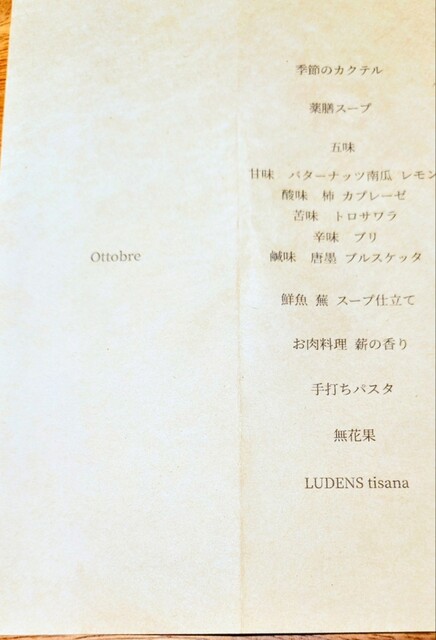 Ottobre
季節のカクテル
薬膳スープ
五味
甘味 バターナッツ南瓜 レモン
酸味 柿 カプレーゼ
苦味 トロサワラ
辛味 ブリ
鹹味 唐墨 ブルスケッタ
鮮魚 蕪 スープ仕立て
お肉料理 薪の香り
手打ちパスタ
無花果
LUDENS tisana